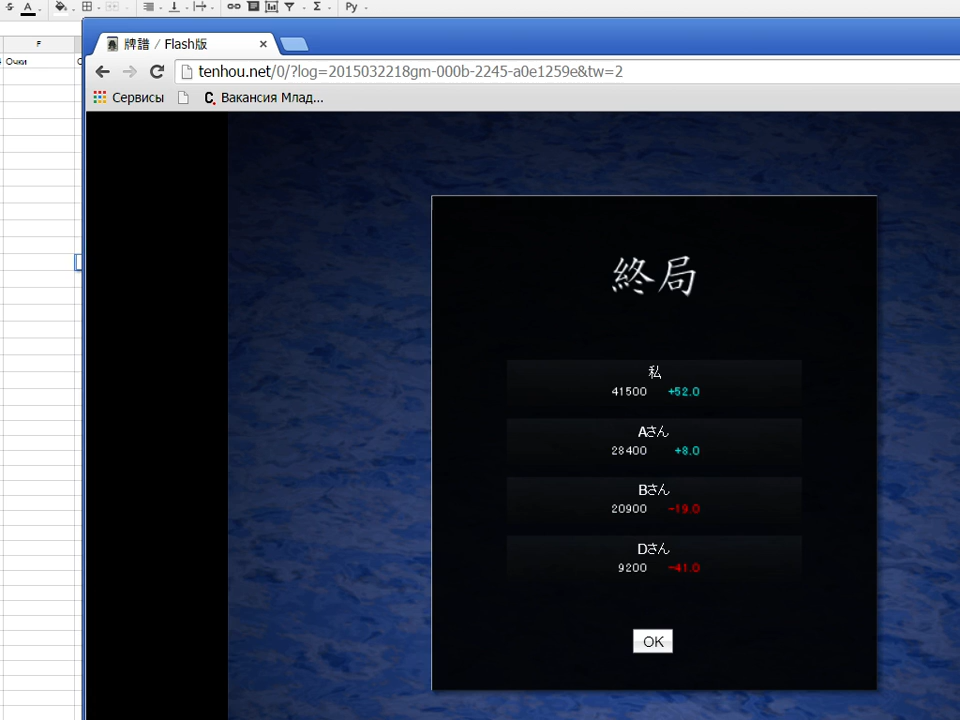 Py
F
Очки
牌譜 / Flash版
tenhou.net/0/?log=2015032218gm-000b-2245-a0e1259e&tw=2
Сервисы
Вакансия Млад...
終局
私
41500 +52.0
Aさん
28400 +8.0
Bさん
20900 -19.0
Dさん
9200 -41.0
OK